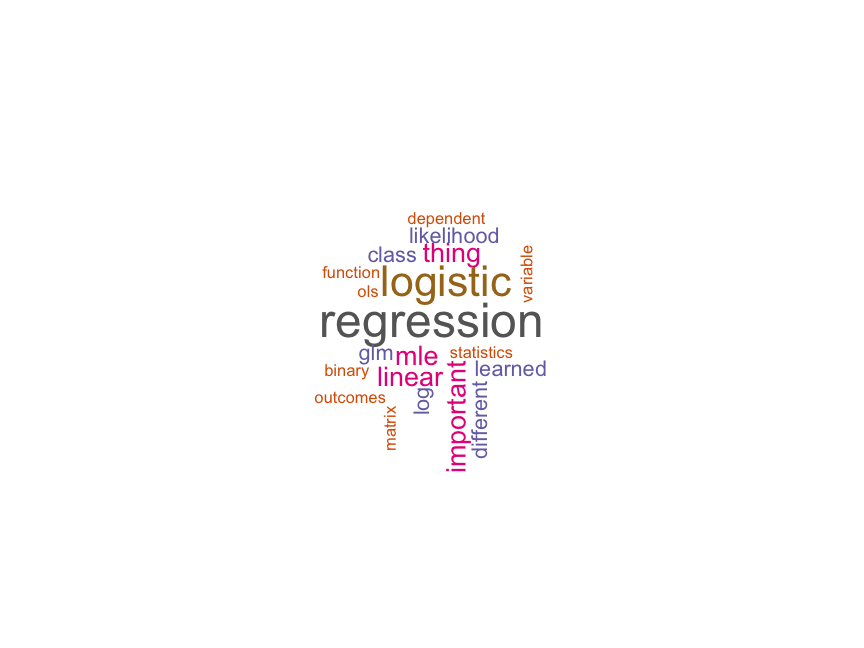 dependent
likelihood
class thing
function
logistic
variable
ols
regression
glm mle statistics
binary linear learned
outcomes
log
important
different
matrix